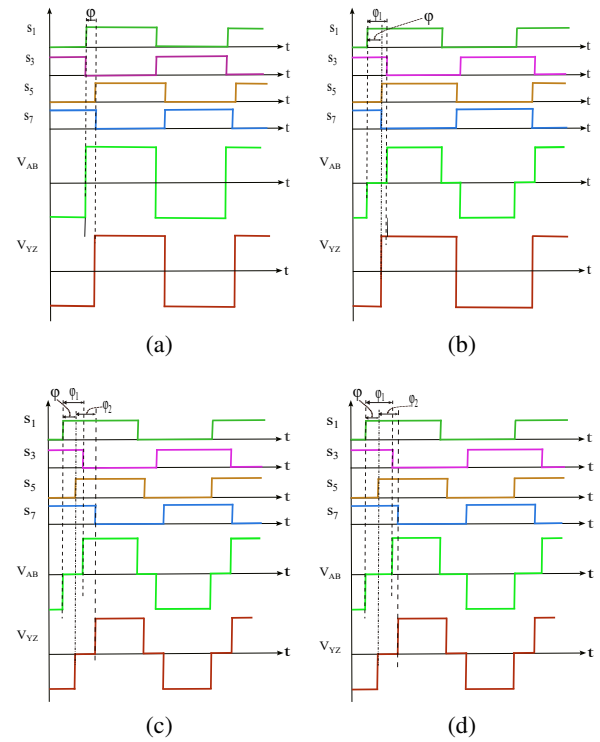 φ
S1 t
S3 t
S5 t
S7 t
VAB t
VYZ t
(a)
φ1 φ
S1 t
S3 t
S5 t
S7 t
VAB t
VYZ t
(b)
φ φ1 φ2
S1 t
S3 t
S5 t
S7 t
VAB t
VYZ t
(c)
φ φ1 φ2
S1 t
S3 t
S5 t
S7 t
VAB t
VYZ t
(d)